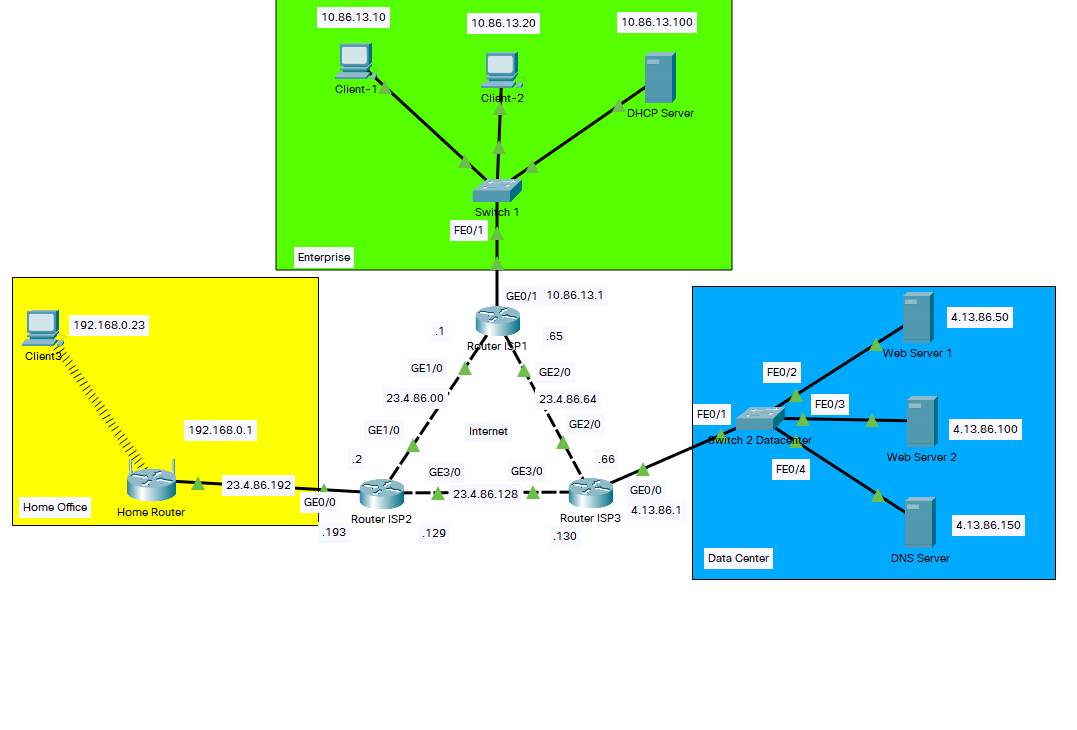 10.86.13.10
10.86.13.20
10.86.13.100
Client-1
Client-2
DHCP Server
Switch 1
FE0/1
Enterprise
GE0/1
10.86.13.1
192.168.0.23
Client3
.1
Router ISP1
.65
GE1/0
GE2/0
23.4.86.00
23.4.86.64
GE1/0
Internet
GE2/0
192.168.0.1
.2
.66
GE3/0
GE3/0
23.4.86.192
23.4.86.128
GE0/0
GE0/0
Home Office
Home Router
Router ISP2
Router ISP3
4.13.86.1
.193
.129
.130
4.13.86.50
Web Server 1
FE0/2
FE0/1
FE0/3
Switch 2 Datacenter
4.13.86.100
Web Server 2
FE0/4
4.13.86.150
DNS Server
Data Center